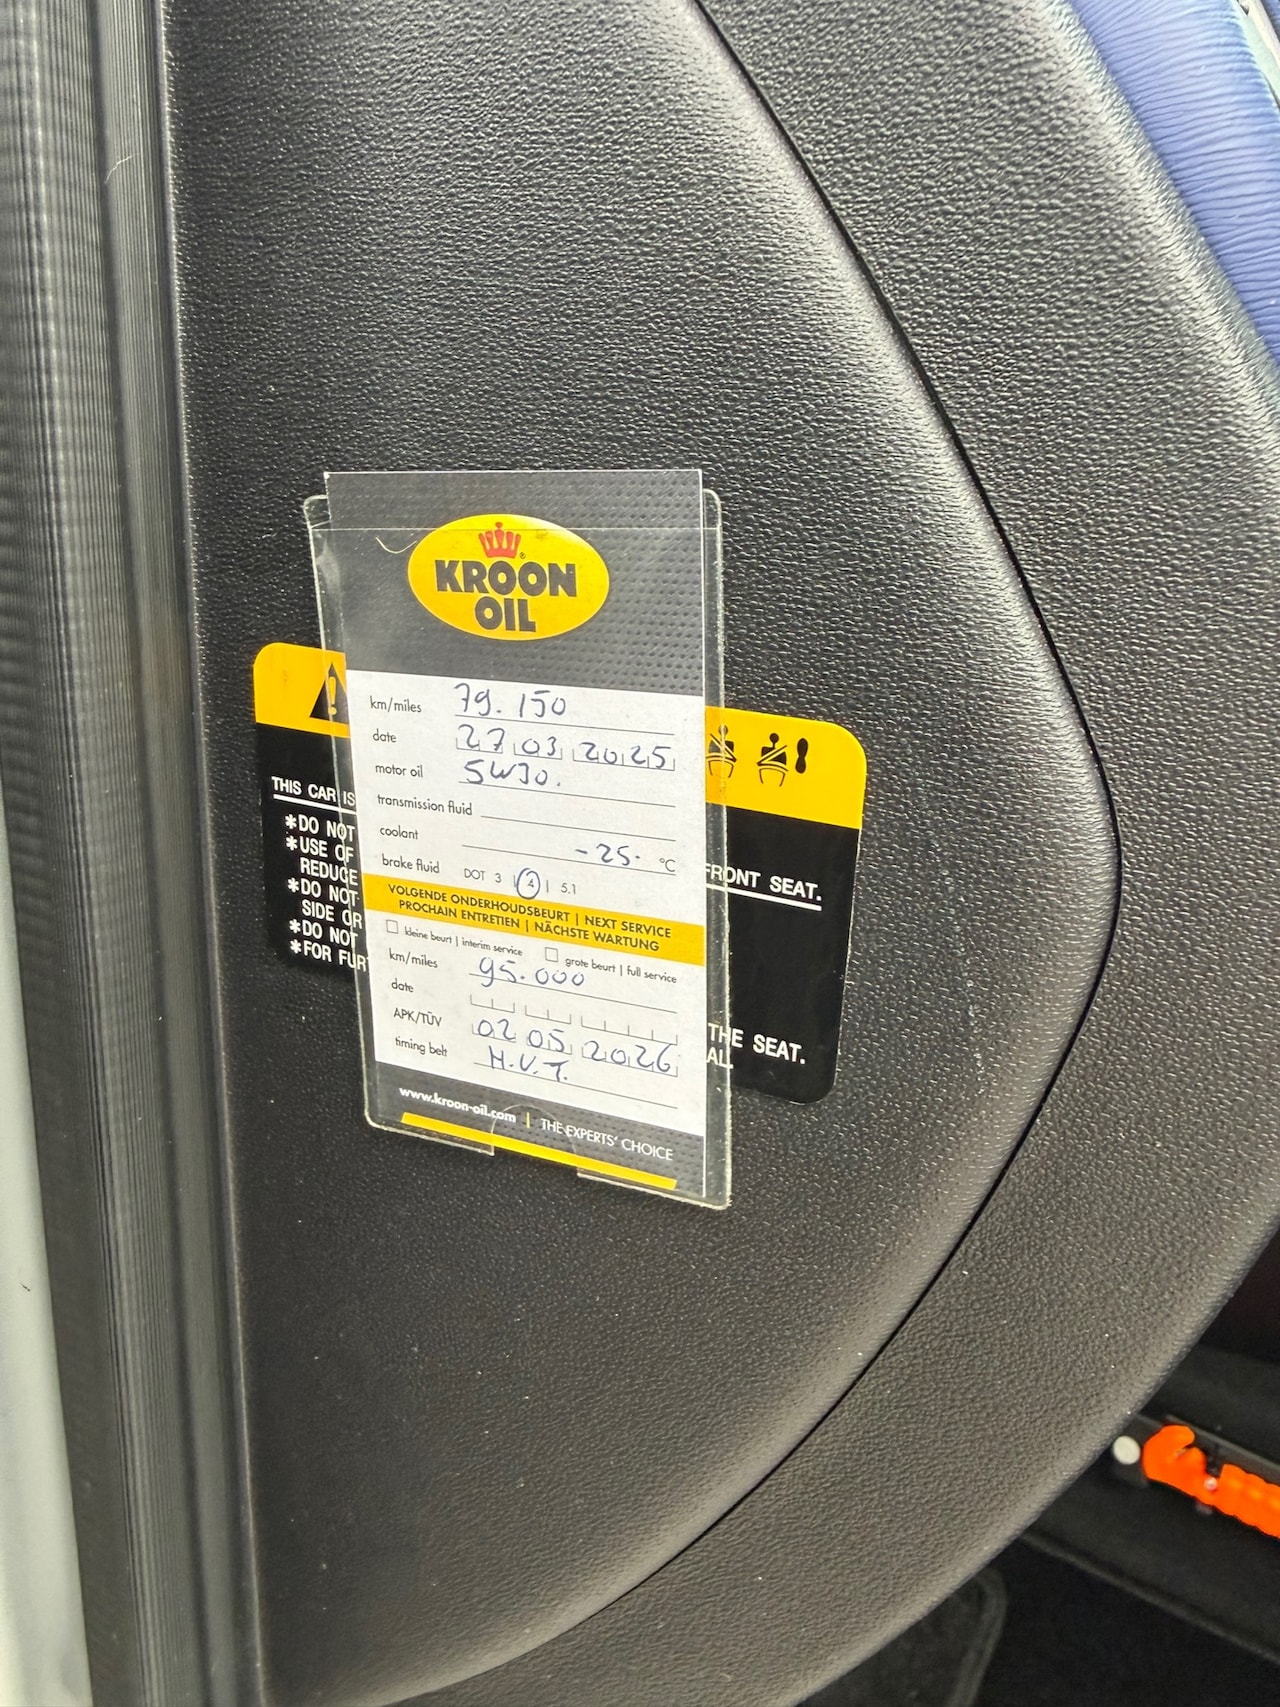 KROON
OIL
®
km/miles 79.150
date 27 03 2025
motor oil 5W30.
transmission fluid
coolant -25. °C
brake fluid DOT 3 | 4 | 5.1
VOLGENDE ONDERHOUDSBEURT | NEXT SERVICE
PROCHAIN ENTRETIEN | NÄCHSTE WARTUNG
kleine beurt | interim service grote beurt | full service
km/miles 95.000
date
APK/TÜV 02 05 2026
timing belt N.V.T.
www.kroon-oil.com | THE EXPERTS' CHOICE
THIS CAR IS
*DO NOT
*USE OF
REDUCE
*DO NOT
SIDE OR
*DO NOT
*FOR FUR
FRONT SEAT.
THE SEAT.
AL.